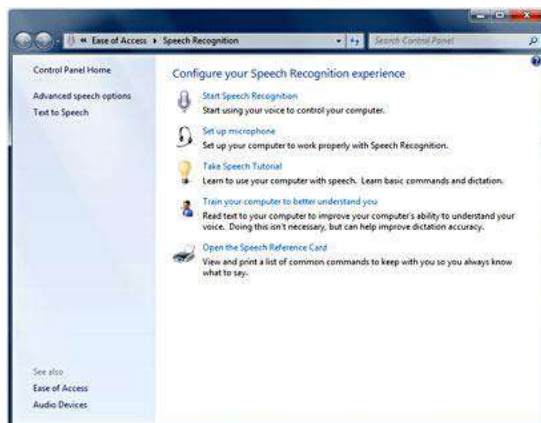 Ease of Access ▸ Speech Recognition
Search Control Panel
Control Panel Home
Advanced speech options
Text to Speech
See also
Ease of Access
Audio Devices
Configure your Speech Recognition experience
Start Speech Recognition
Start using your voice to control your computer.
Set up microphone
Set up your computer to work properly with Speech Recognition.
Take Speech Tutorial
Learn to use your computer with speech. Learn basic commands and dictation.
Train your computer to better understand you
Read text to your computer to improve your computer's ability to understand your
voice. Doing this isn't necessary, but can help improve dictation accuracy.
Open the Speech Reference Card
View and print a list of common commands to keep with you so you always know
what to say.